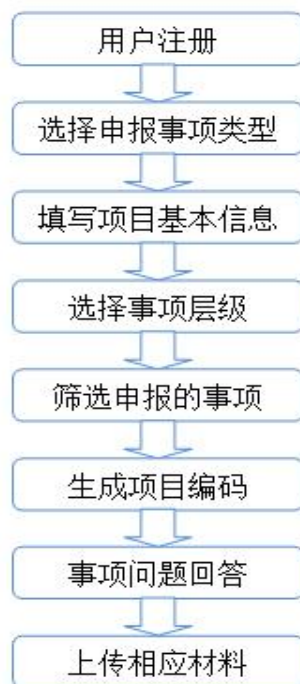 用户注册
选择申报事项类型
填写项目基本信息
选择事项层级
筛选申报的事项
生成项目编码
事项问题回答
上传相应材料